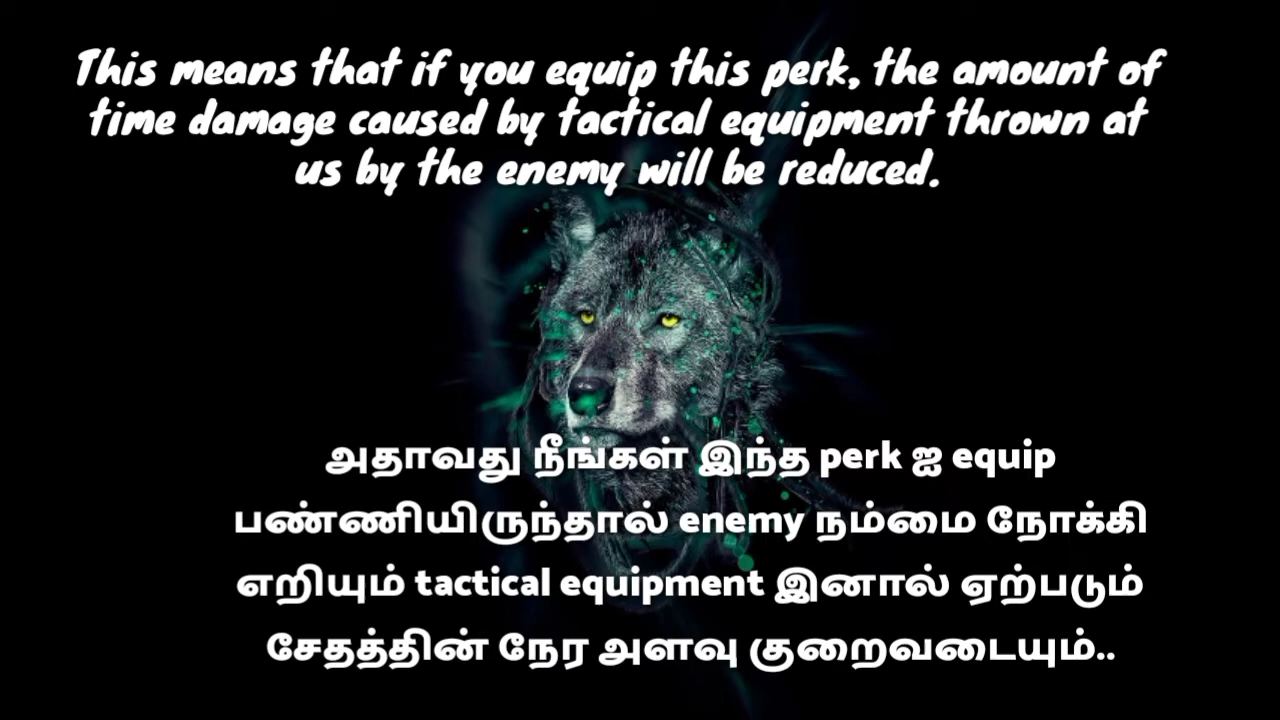 This means that if you equip this perk, the amount of
time damage caused by tactical equipment thrown at
us by the enemy will be reduced.
அதாவது நீங்கள் இந்த perk ஐ equip
பண்ணியிருந்தால் enemy நம்மை நோக்கி
எறியும் tactical equipment இனால் ஏற்படும்
சேதத்தின் நேர அளவு குறைவடையும்..